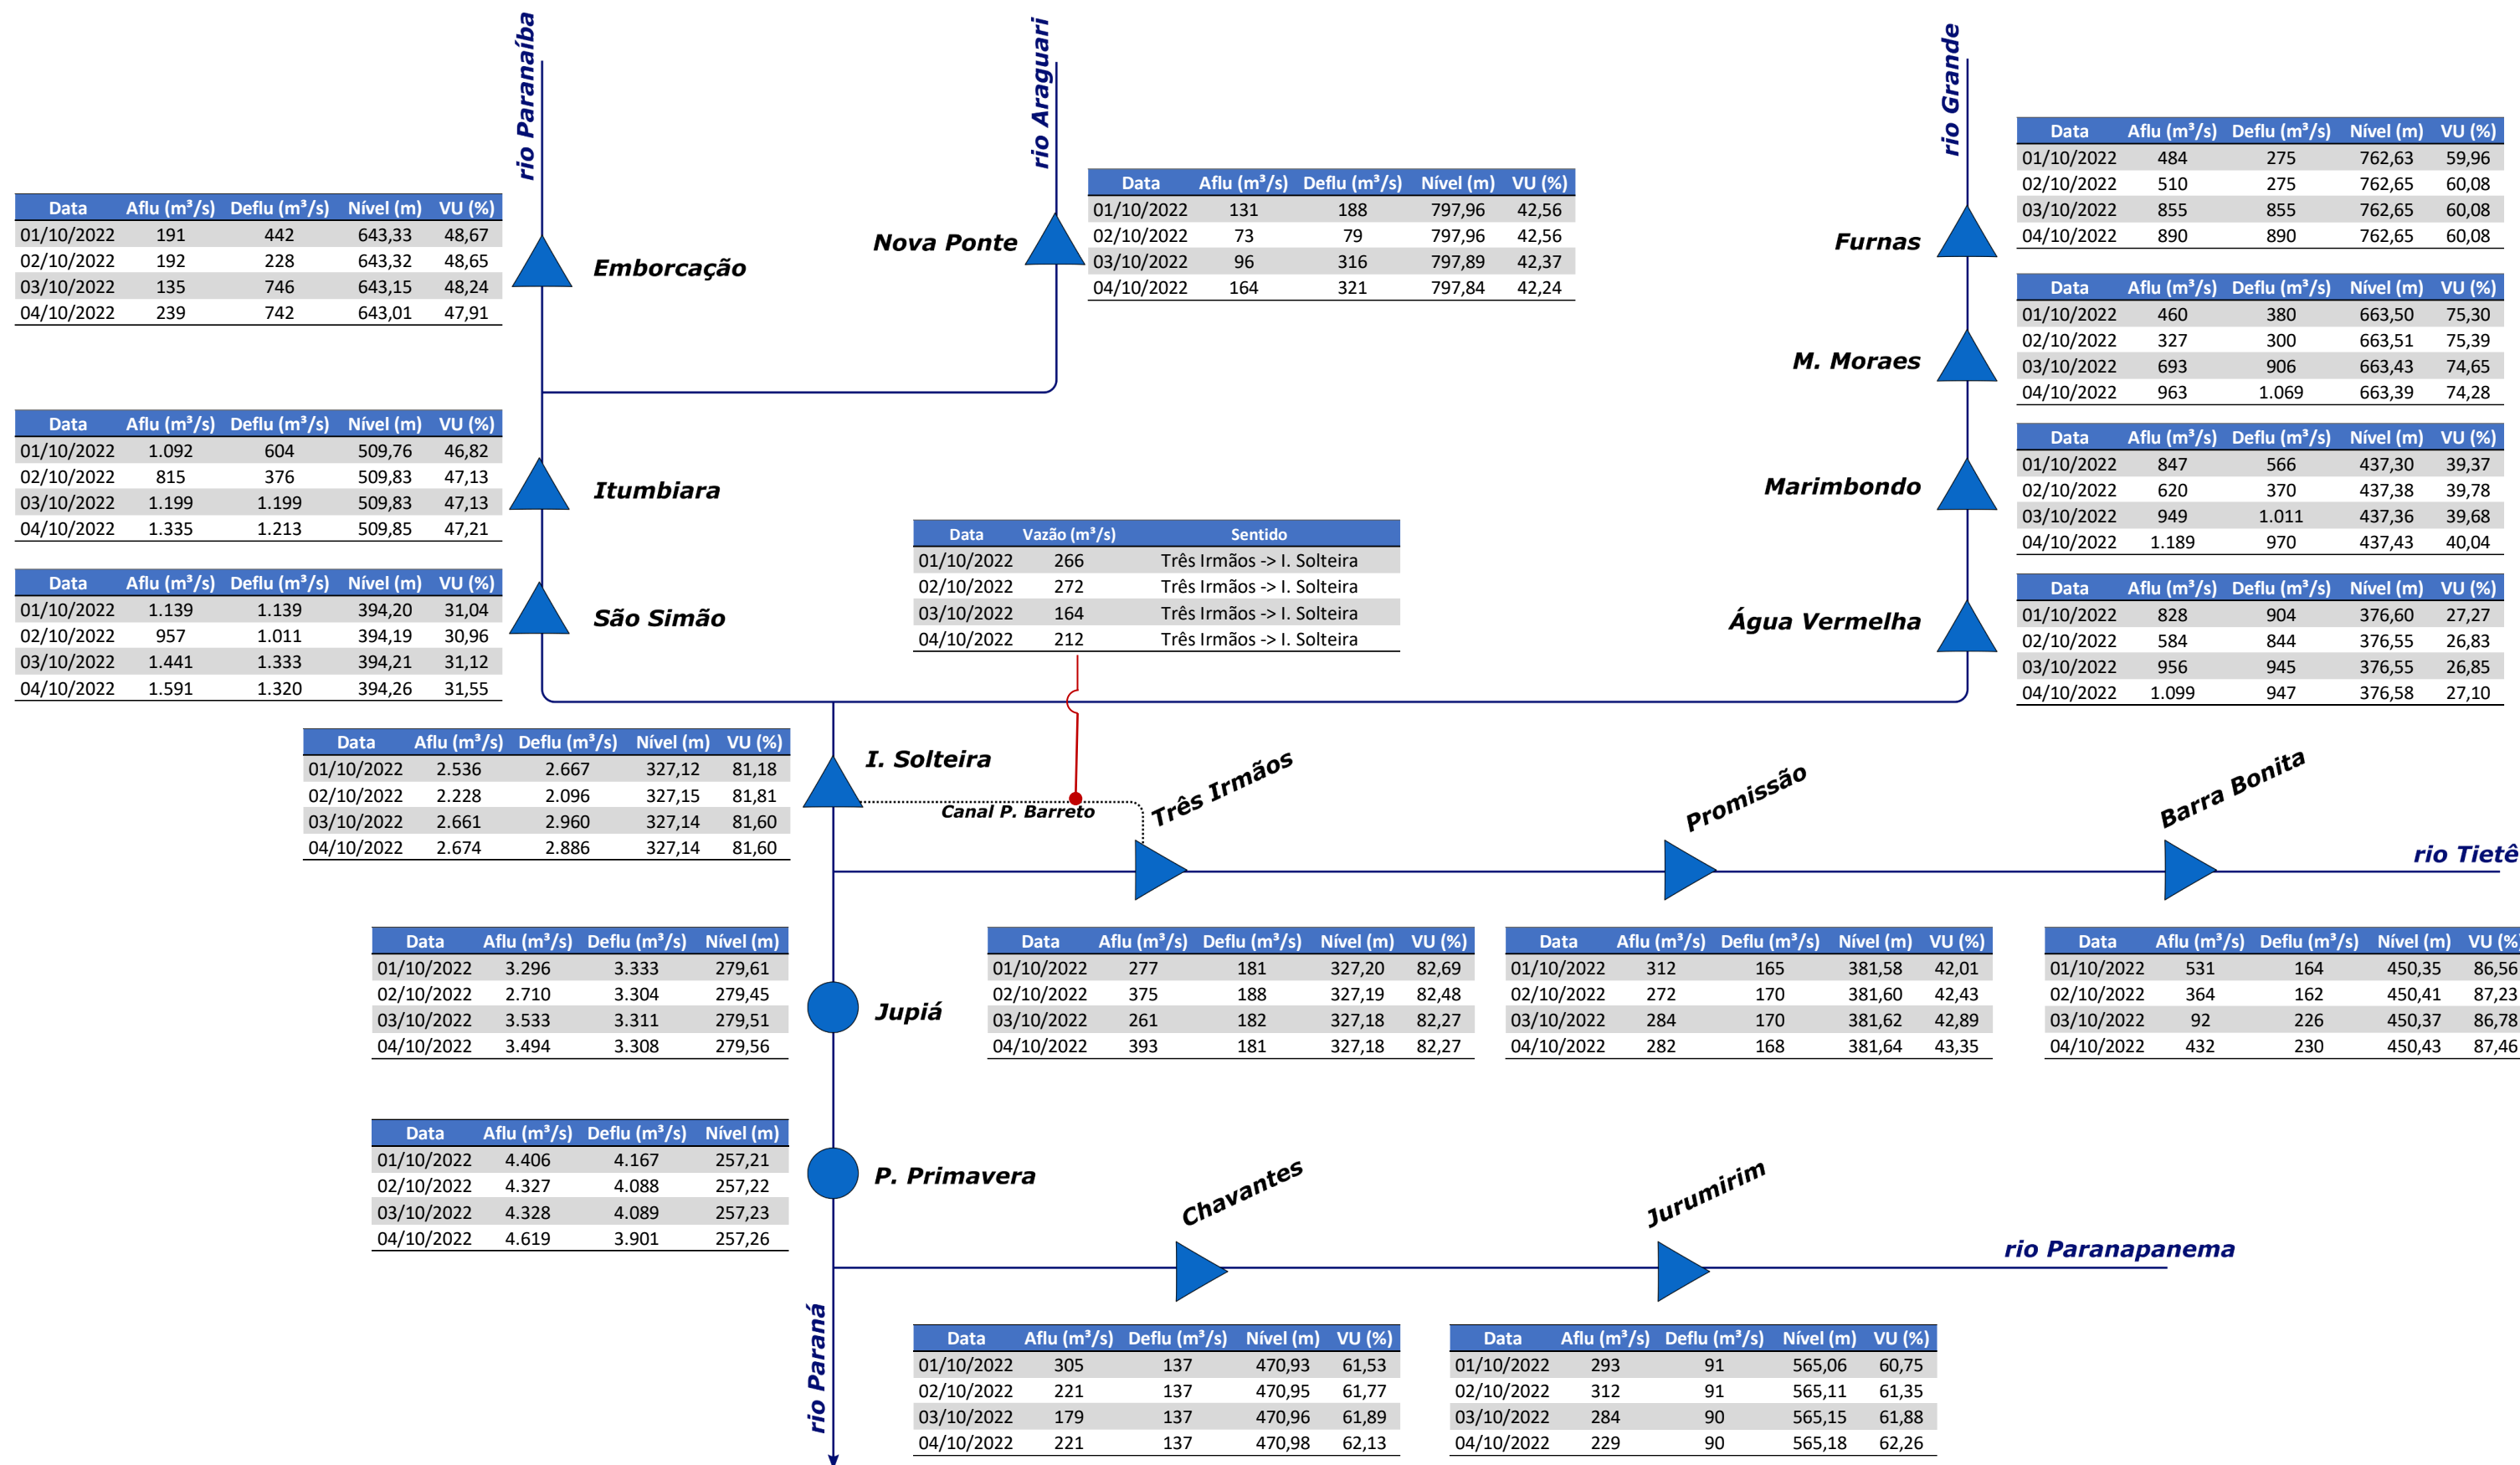 rio Paranaíba
rio Araguari
rio Grande
Data Aflu (m³/s) Deflu (m³/s) Nível (m) VU (%)
01/10/2022 484 275 762,63 59,96
02/10/2022 510 275 762,65 60,08
03/10/2022 855 855 762,65 60,08
04/10/2022 890 890 762,65 60,08
Furnas
Data Aflu (m³/s) Deflu (m³/s) Nível (m) VU (%)
01/10/2022 131 188 797,96 42,56
02/10/2022 73 79 797,96 42,56
03/10/2022 96 316 797,89 42,37
04/10/2022 164 321 797,84 42,24
Nova Ponte
Data Aflu (m³/s) Deflu (m³/s) Nível (m) VU (%)
01/10/2022 191 442 643,33 48,67
02/10/2022 192 228 643,32 48,65
03/10/2022 135 746 643,15 48,24
04/10/2022 239 742 643,01 47,91
Emborcação
Data Aflu (m³/s) Deflu (m³/s) Nível (m) VU (%)
01/10/2022 460 380 663,50 75,30
02/10/2022 327 300 663,51 75,39
03/10/2022 693 906 663,43 74,65
04/10/2022 963 1.069 663,39 74,28
M. Moraes
Data Aflu (m³/s) Deflu (m³/s) Nível (m) VU (%)
01/10/2022 1.092 604 509,76 46,82
02/10/2022 815 376 509,83 47,13
03/10/2022 1.199 1.199 509,83 47,13
04/10/2022 1.335 1.213 509,85 47,21
Itumbiara
Data Aflu (m³/s) Deflu (m³/s) Nível (m) VU (%)
01/10/2022 847 566 437,30 39,37
02/10/2022 620 370 437,38 39,78
03/10/2022 949 1.011 437,36 39,68
04/10/2022 1.189 970 437,43 40,04
Marimbondo
Data Vazão (m³/s) Sentido
01/10/2022 266 Três Irmãos -> I. Solteira
02/10/2022 272 Três Irmãos -> I. Solteira
03/10/2022 164 Três Irmãos -> I. Solteira
04/10/2022 212 Três Irmãos -> I. Solteira
Data Aflu (m³/s) Deflu (m³/s) Nível (m) VU (%)
01/10/2022 1.139 1.139 394,20 31,04
02/10/2022 957 1.011 394,19 30,96
03/10/2022 1.441 1.333 394,21 31,12
04/10/2022 1.591 1.320 394,26 31,55
São Simão
Data Aflu (m³/s) Deflu (m³/s) Nível (m) VU (%)
01/10/2022 828 904 376,60 27,27
02/10/2022 584 844 376,55 26,83
03/10/2022 956 945 376,55 26,85
04/10/2022 1.099 947 376,58 27,10
Água Vermelha
Data Aflu (m³/s) Deflu (m³/s) Nível (m) VU (%)
01/10/2022 2.536 2.667 327,12 81,18
02/10/2022 2.228 2.096 327,15 81,81
03/10/2022 2.661 2.960 327,14 81,60
04/10/2022 2.674 2.886 327,14 81,60
I. Solteira
Canal P. Barreto
Três Irmãos
Promissão
Barra Bonita
rio Tietê
Data Aflu (m³/s) Deflu (m³/s) Nível (m)
01/10/2022 3.296 3.333 279,61
02/10/2022 2.710 3.304 279,45
03/10/2022 3.533 3.311 279,51
04/10/2022 3.494 3.308 279,56
Jupiá
Data Aflu (m³/s) Deflu (m³/s) Nível (m) VU (%)
01/10/2022 277 181 327,20 82,69
02/10/2022 375 188 327,19 82,48
03/10/2022 261 182 327,18 82,27
04/10/2022 393 181 327,18 82,27
Data Aflu (m³/s) Deflu (m³/s) Nível (m) VU (%)
01/10/2022 312 165 381,58 42,01
02/10/2022 272 170 381,60 42,43
03/10/2022 284 170 381,62 42,89
04/10/2022 282 168 381,64 43,35
Data Aflu (m³/s) Deflu (m³/s) Nível (m) VU (%)
01/10/2022 531 164 450,35 86,56
02/10/2022 364 162 450,41 87,23
03/10/2022 92 226 450,37 86,78
04/10/2022 432 230 450,43 87,46
Data Aflu (m³/s) Deflu (m³/s) Nível (m)
01/10/2022 4.406 4.167 257,21
02/10/2022 4.327 4.088 257,22
03/10/2022 4.328 4.089 257,23
04/10/2022 4.619 3.901 257,26
P. Primavera
Chavantes
Jurumirim
rio Paranapanema
rio Paraná
Data Aflu (m³/s) Deflu (m³/s) Nível (m) VU (%)
01/10/2022 305 137 470,93 61,53
02/10/2022 221 137 470,95 61,77
03/10/2022 179 137 470,96 61,89
04/10/2022 221 137 470,98 62,13
Data Aflu (m³/s) Deflu (m³/s) Nível (m) VU (%)
01/10/2022 293 91 565,06 60,75
02/10/2022 312 91 565,11 61,35
03/10/2022 284 90 565,15 61,88
04/10/2022 229 90 565,18 62,26